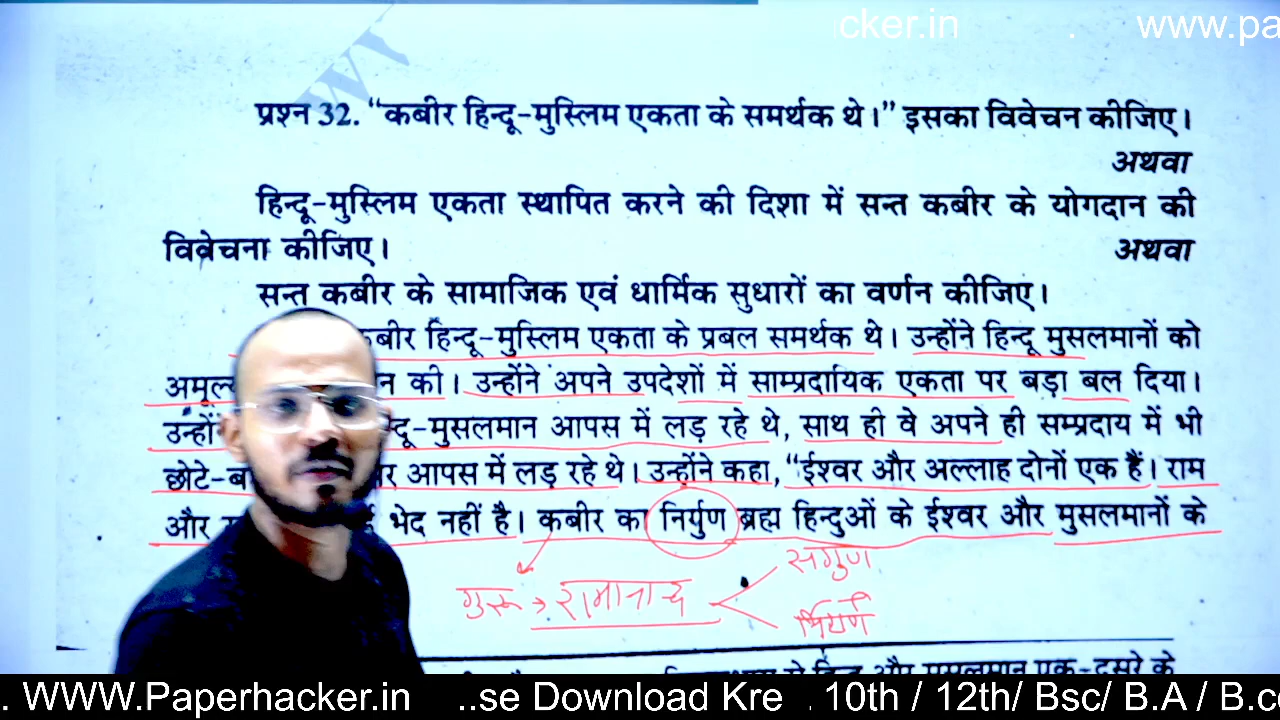 cker.in . www.pa
प्रश्न 32. “कबीर हिन्दू-मुस्लिम एकता के समर्थक थे।” इसका विवेचन कीजिए।
अथवा
हिन्दू-मुस्लिम एकता स्थापित करने की दिशा में सन्त कबीर के योगदान की
विवेचना कीजिए। अथवा
सन्त कबीर के सामाजिक एवं धार्मिक सुधारों का वर्णन कीजिए।
कबीर हिन्दू-मुस्लिम एकता के प्रबल समर्थक थे। उन्होंने हिन्दू मुसलमानों को
की। उन्होंने अपने उपदेशों में साम्प्रदायिक एकता पर बड़ा बल दिया।
दू-मुसलमान आपस में लड़ रहे थे, साथ ही वे अपने ही सम्प्रदाय में भी
आपस में लड़ रहे थे। उन्होंने कहा, “ईश्वर और अल्लाह दोनों एक हैं। राम
और भेद नहीं है। कबीर का निर्गुण ब्रह्म हिन्दुओं के ईश्वर और मुसलमानों के
सगुण
गुरू → रामानन्द
हिन्दू और मुसलमान एक-दूसरे के
. WWW.Paperhacker.in ..se Download Kre . 10th / 12th/ Bsc/ B.A / B.c